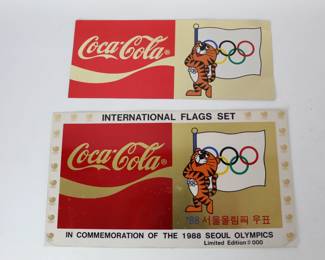 Coca-Cola®
INTERNATIONAL FLAGS SET
Coca-Cola®
'88 서울올림픽 우표
IN COMMEMORATION OF THE 1988 SEOUL OLYMPICS
Limited Edition